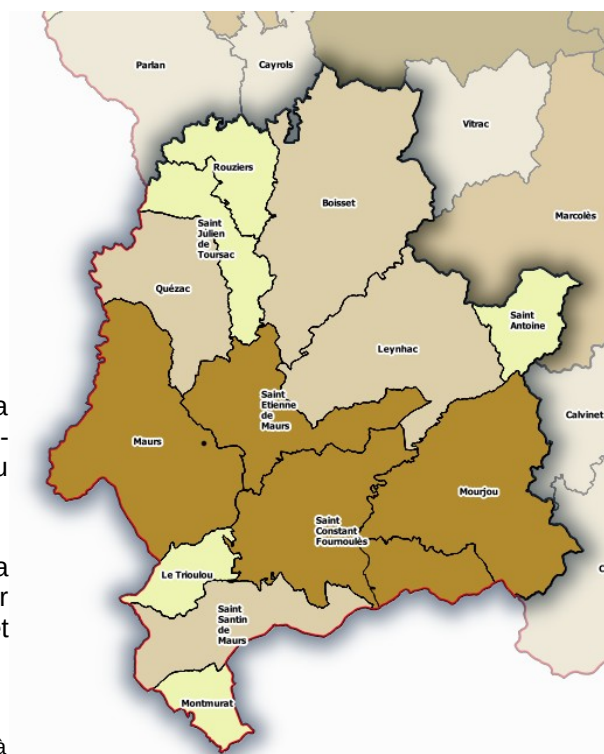 Parlan
Cayrols
Vitrac
Rouziers
Boisset
Marcolès
Saint
Julien
de
Toursac
Quézac
Saint
Antoine
Leynhac
Saint
Etienne
de
Maurs
Calvinet
a
-
u
Maurs
Mourjou
Saint
Constant
Fournoulès
a
r
et
Le Trioulou
C
Saint
Santin
de
Maurs
Montmurat
à